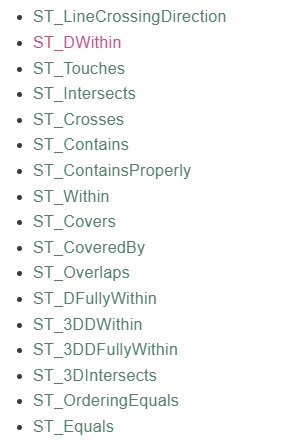 ST_LineCrossingDirection
ST_DWithin
ST_Touches
ST_Intersects
ST_Crosses
ST_Contains
ST_ContainsProperly
ST_Within
ST_Covers
ST_CoveredBy
ST_Overlaps
ST_DFullyWithin
ST_3DDWithin
ST_3DDFullyWithin
ST_3DIntersects
ST_OrderingEquals
ST_Equals